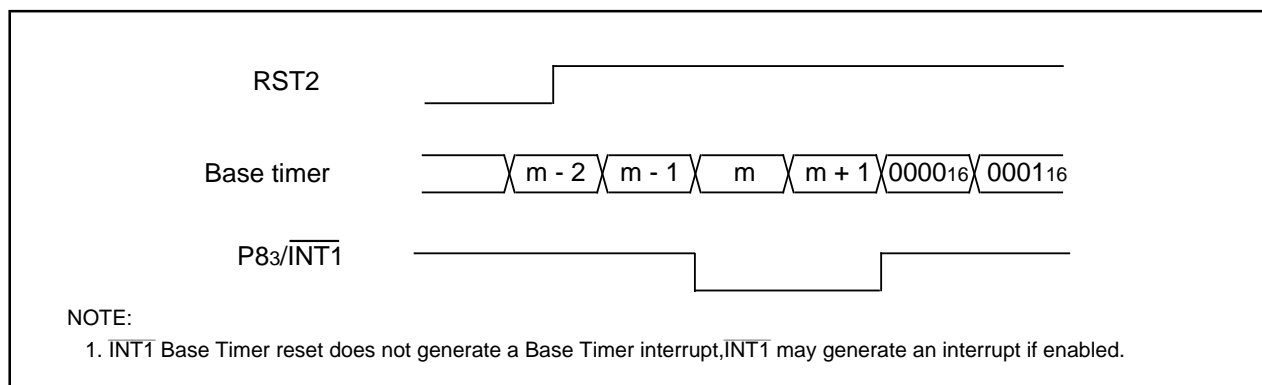 RST2
Base timer m - 2 m - 1 m m + 1 000016 000116
P83/INT1
NOTE:
1. INT1 Base Timer reset does not generate a Base Timer interrupt,INT1 may generate an interrupt if enabled.